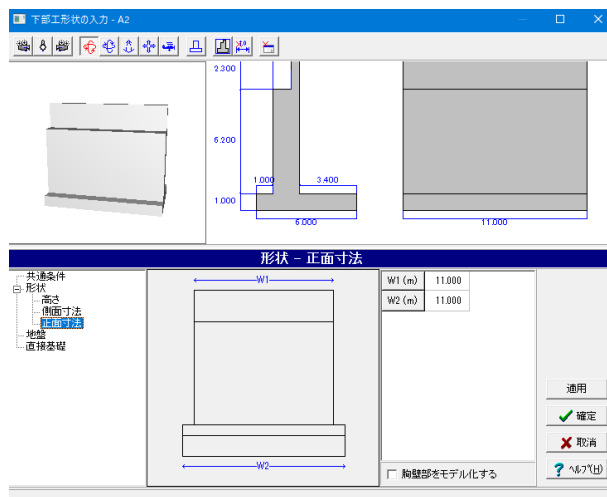 下部工形状の入力 - A2
2.300
6.200
1.000
3.400
1.000
6.000
11.000
形状 - 正面寸法
共通条件
形状
高さ
側面寸法
正面寸法
地盤
直接基礎
W1
W2
W1 (m) 11.000
W2 (m) 11.000
胸壁部をモデル化する
適用
確定
取消
ヘルプ(H)